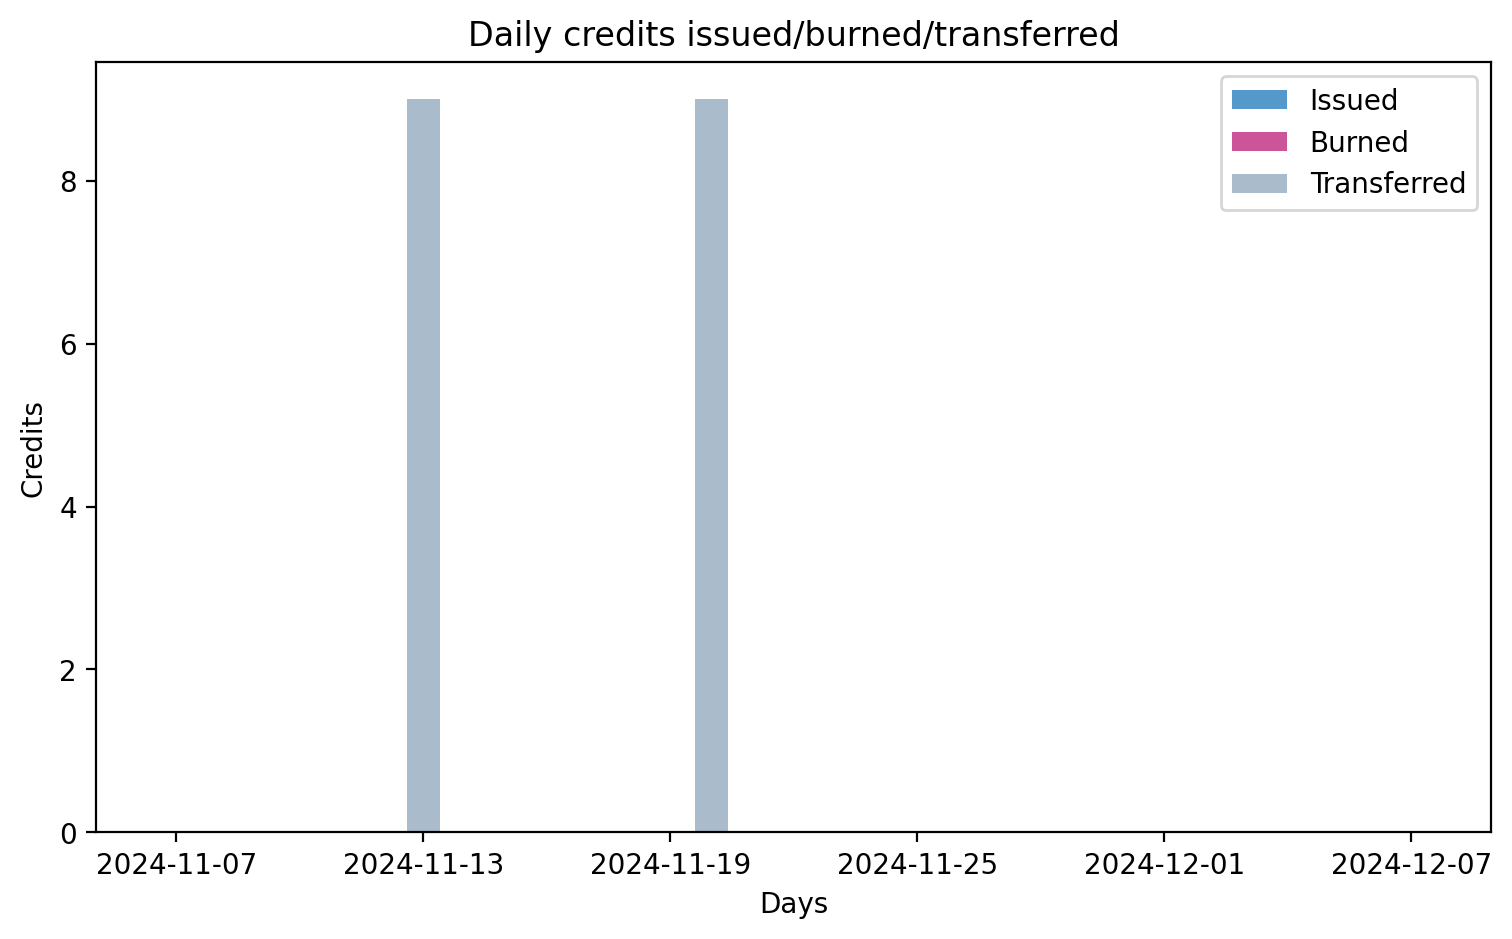 Daily credits issued/burned/transferred
Issued
Burned
Transferred
Credits
8
6
4
2
0
2024-11-07
2024-11-13
2024-11-19
2024-11-25
2024-12-01
2024-12-07
Days